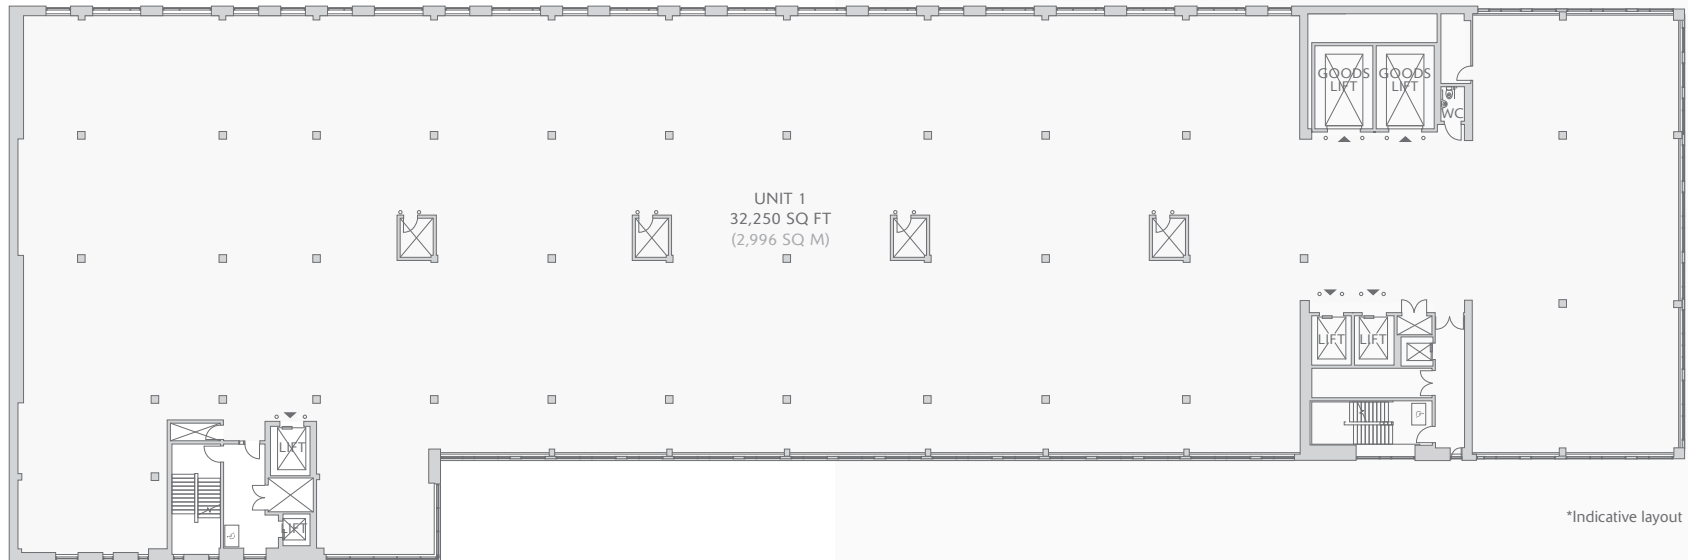 GOODS
LIFT
GOODS
LIFT
WC
UNIT 1
32,250 SQ FT
(2,996 SQ M)
LIFT
LIFT
LIFT
LIFT
*Indicative layout